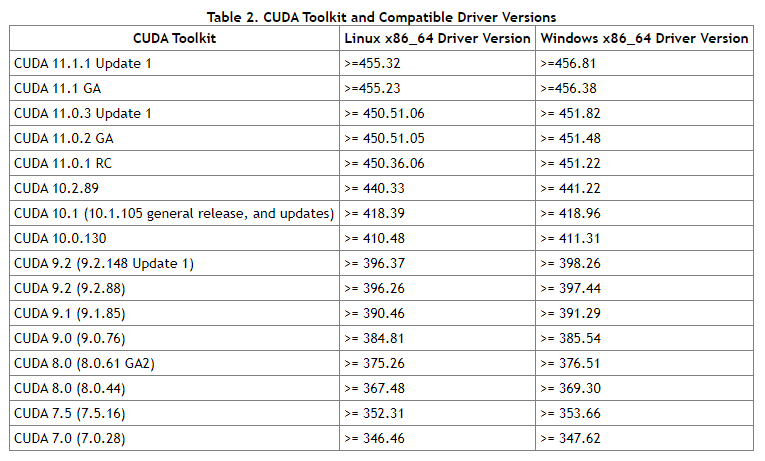 Table 2. CUDA Toolkit and Compatible Driver Versions
CUDA Toolkit Linux x86_64 Driver Version Windows x86_64 Driver Version
CUDA 11.1.1 Update 1 >=455.32 >=456.81
CUDA 11.1 GA >=455.23 >=456.38
CUDA 11.0.3 Update 1 >= 450.51.06 >= 451.82
CUDA 11.0.2 GA >= 450.51.05 >= 451.48
CUDA 11.0.1 RC >= 450.36.06 >= 451.22
CUDA 10.2.89 >= 440.33 >= 441.22
CUDA 10.1 (10.1.105 general release, and updates) >= 418.39 >= 418.96
CUDA 10.0.130 >= 410.48 >= 411.31
CUDA 9.2 (9.2.148 Update 1) >= 396.37 >= 398.26
CUDA 9.2 (9.2.88) >= 396.26 >= 397.44
CUDA 9.1 (9.1.85) >= 390.46 >= 391.29
CUDA 9.0 (9.0.76) >= 384.81 >= 385.54
CUDA 8.0 (8.0.61 GA2) >= 375.26 >= 376.51
CUDA 8.0 (8.0.44) >= 367.48 >= 369.30
CUDA 7.5 (7.5.16) >= 352.31 >= 353.66
CUDA 7.0 (7.0.28) >= 346.46 >= 347.62